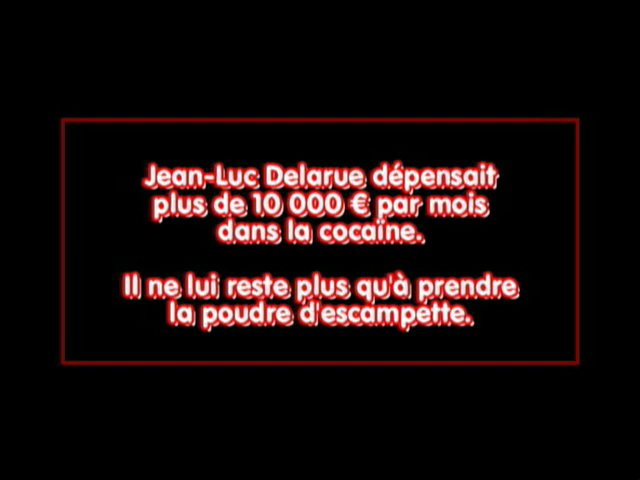 Jean-Luc Delarue dépensait
plus de 10 000 € par mois
dans la cocaïne.
Il ne lui reste plus qu'à prendre
la poudre d'escampette.